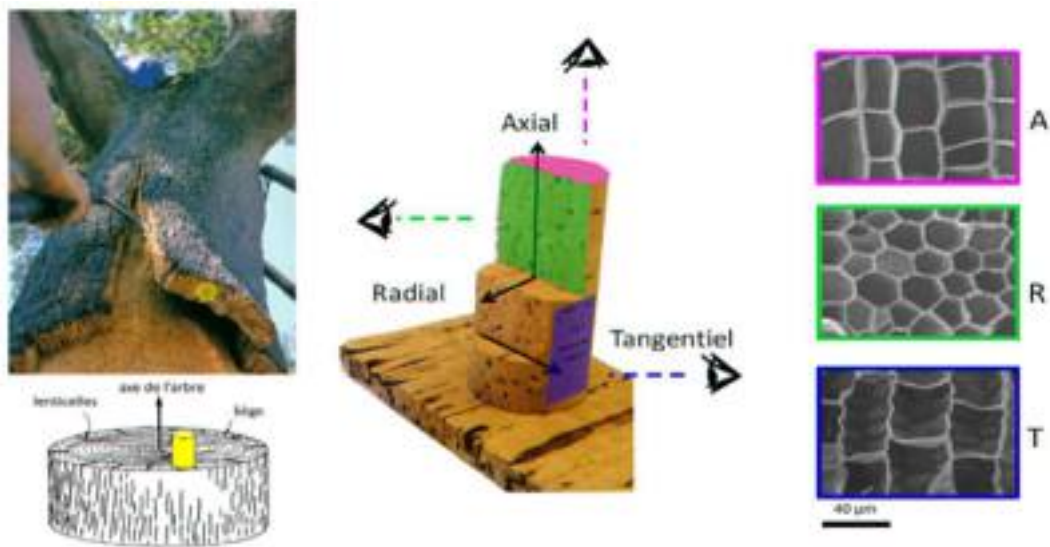 Axial
Radial
Tangentiel
axe de l'arbre
lenticelles
liège
A
R
T
40 µm